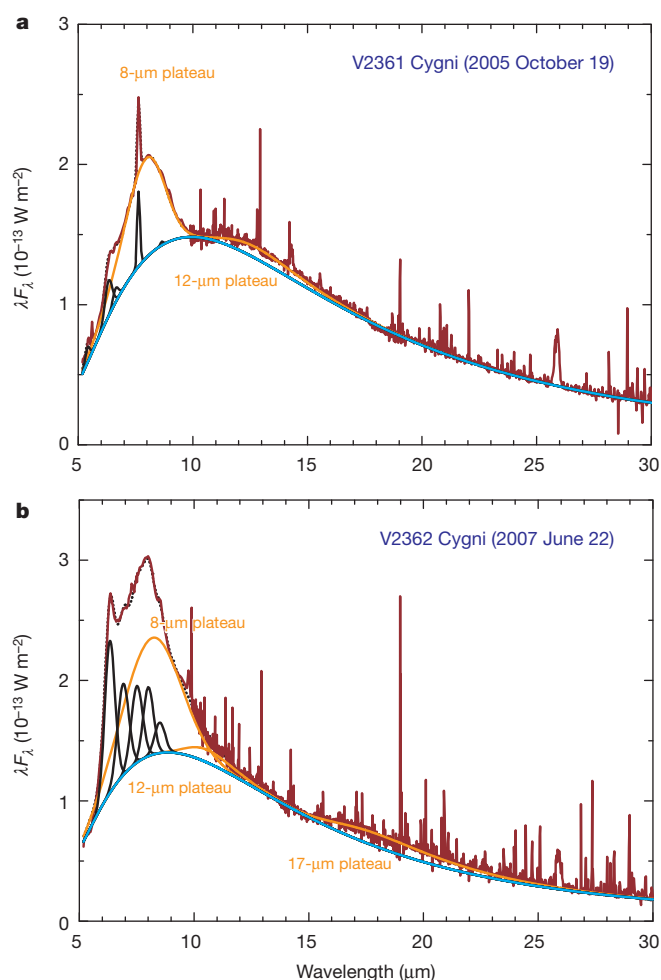 a
V2361 Cygni (2005 October 19)
8-μm plateau
12-μm plateau
λFλ (10⁻¹³ W m⁻²)
3
2
1
0
5 10 15 20 25 30
b
V2362 Cygni (2007 June 22)
8-μm plateau
12-μm plateau
17-μm plateau
λFλ (10⁻¹³ W m⁻²)
3
2
1
0
5 10 15 20 25 30
Wavelength (μm)